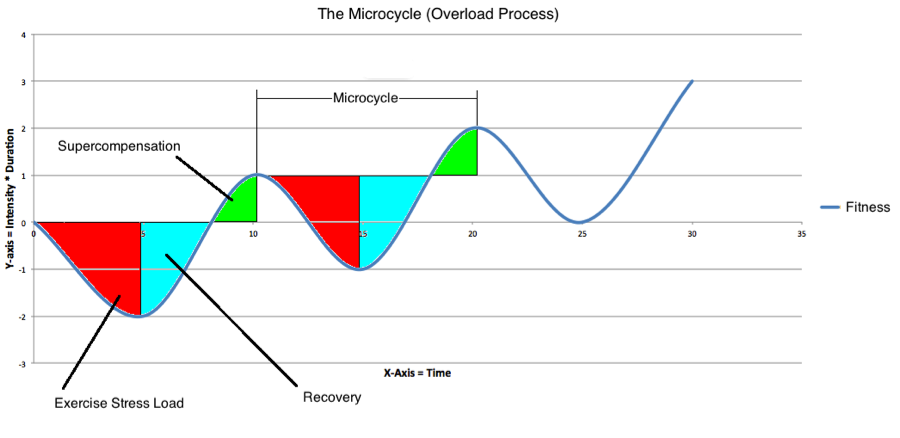 The Microcycle (Overload Process)
4
3
Microcycle
2
Supercompensation
1
Y-axis = Intensity * Duration
0
Fitness
0 5 10 15 20 25 30 35
-1
-2
-3
X-Axis = Time
Exercise Stress Load
Recovery